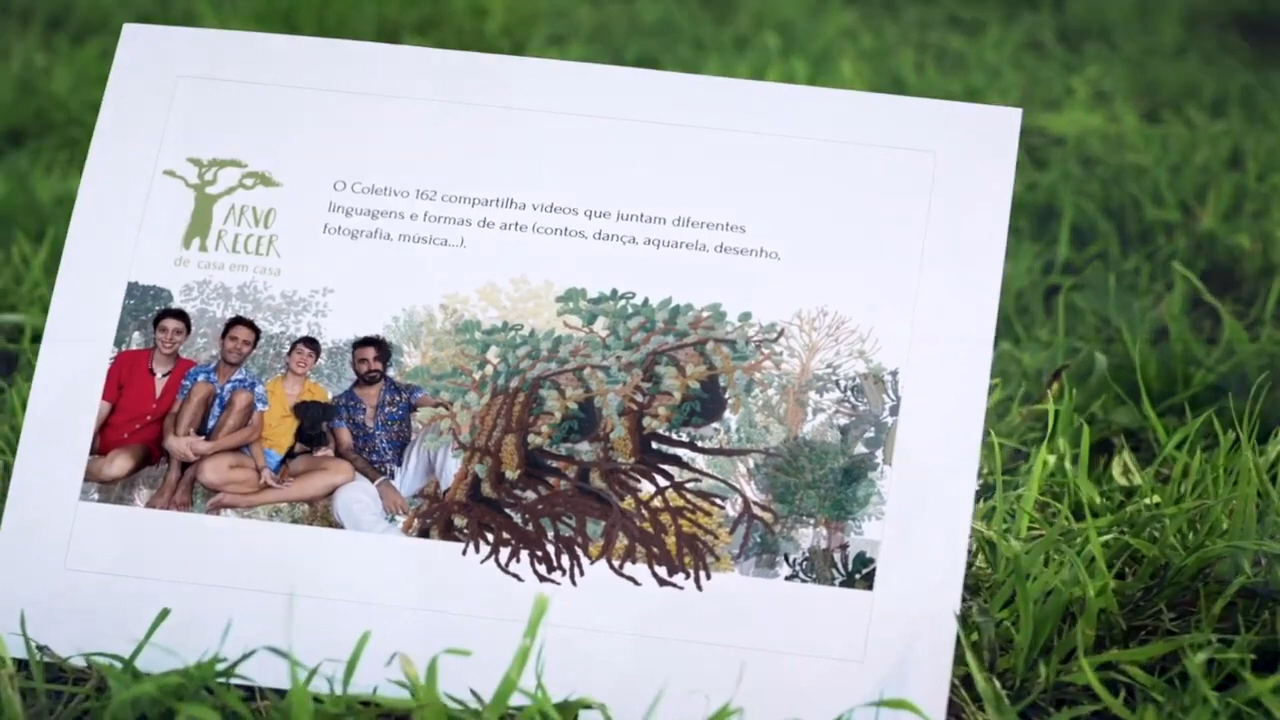 ARVO
RECER
de casa em casa
O Coletivo 162 compartilha vídeos que juntam diferentes
linguagens e formas de arte (contos, dança, aquarela, desenho,
fotografia, música...).